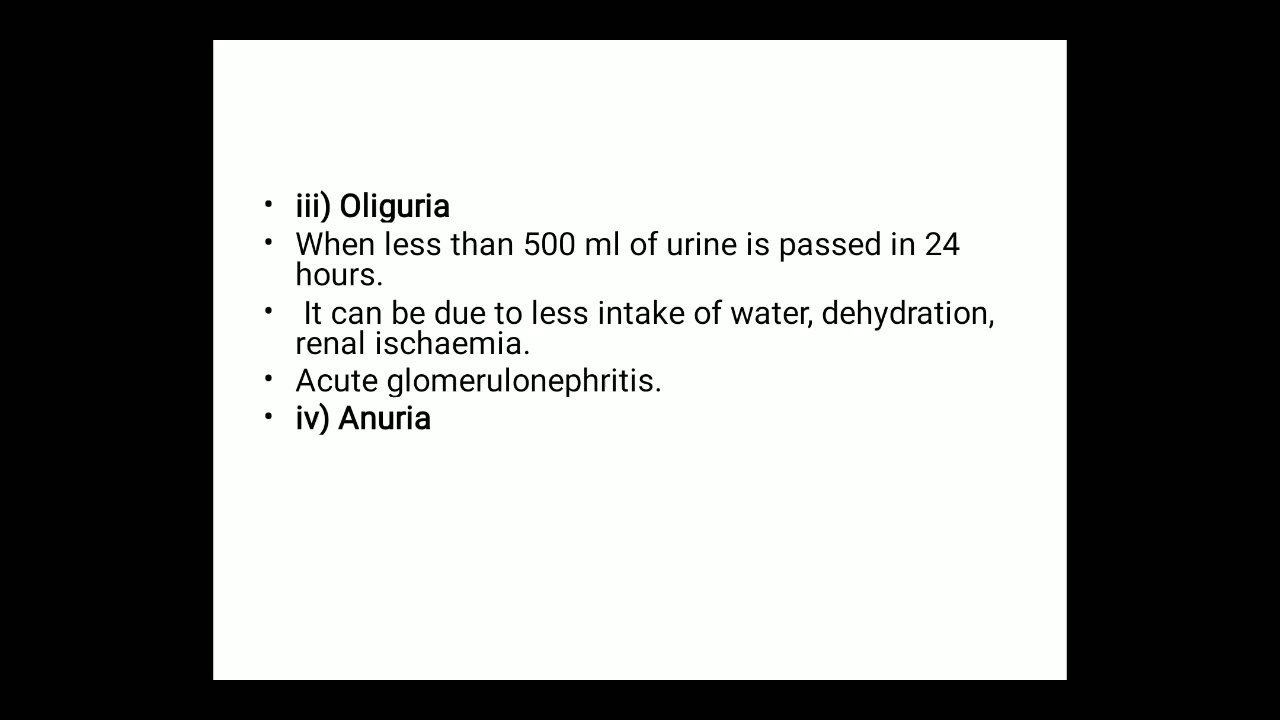 • iii) Oliguria
• When less than 500 ml of urine is passed in 24
hours.
• It can be due to less intake of water, dehydration,
renal ischaemia.
• Acute glomerulonephritis.
• iv) Anuria